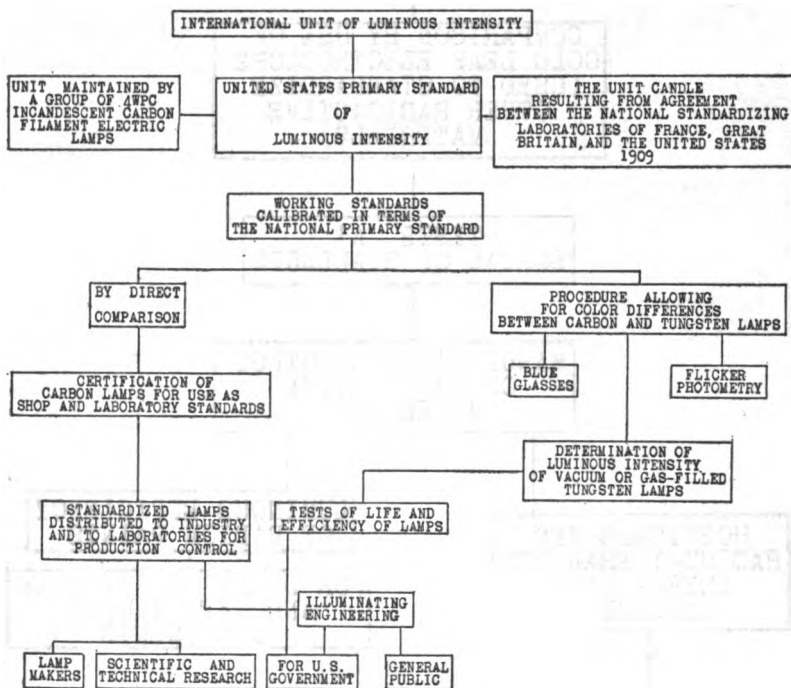 INTERNATIONAL UNIT OF LUMINOUS INTENSITY
UNIT MAINTAINED BY
A GROUP OF 4WPC
INCANDESCENT CARBON
FILAMENT ELECTRIC
LAMPS
UNITED STATES PRIMARY STANDARD
OF
LUMINOUS INTENSITY
THE UNIT CANDLE
RESULTING FROM AGREEMENT
BETWEEN THE NATIONAL STANDARDIZING
LABORATORIES OF FRANCE, GREAT
BRITAIN, AND THE UNITED STATES
1909
WORKING STANDARDS
CALIBRATED IN TERMS OF
THE NATIONAL PRIMARY STANDARD
BY DIRECT
COMPARISON
PROCEDURE ALLOWING
FOR COLOR DIFFERENCES
BETWEEN CARBON AND TUNGSTEN LAMPS
BLUE
GLASSES
FLICKER
PHOTOMETRY
CERTIFICATION OF
CARBON LAMPS FOR USE AS
SHOP AND LABORATORY STANDARDS
DETERMINATION OF
LUMINOUS INTENSITY
OF VACUUM OR GAS-FILLED
TUNGSTEN LAMPS
STANDARDIZED LAMPS
DISTRIBUTED TO INDUSTRY
AND TO LABORATORIES FOR
PRODUCTION CONTROL
TESTS OF LIFE AND
EFFICIENCY OF LAMPS
ILLUMINATING
ENGINEERING
LAMP
MAKERS
SCIENTIFIC AND
TECHNICAL RESEARCH
FOR U.S.
GOVERNMENT
GENERAL
PUBLIC